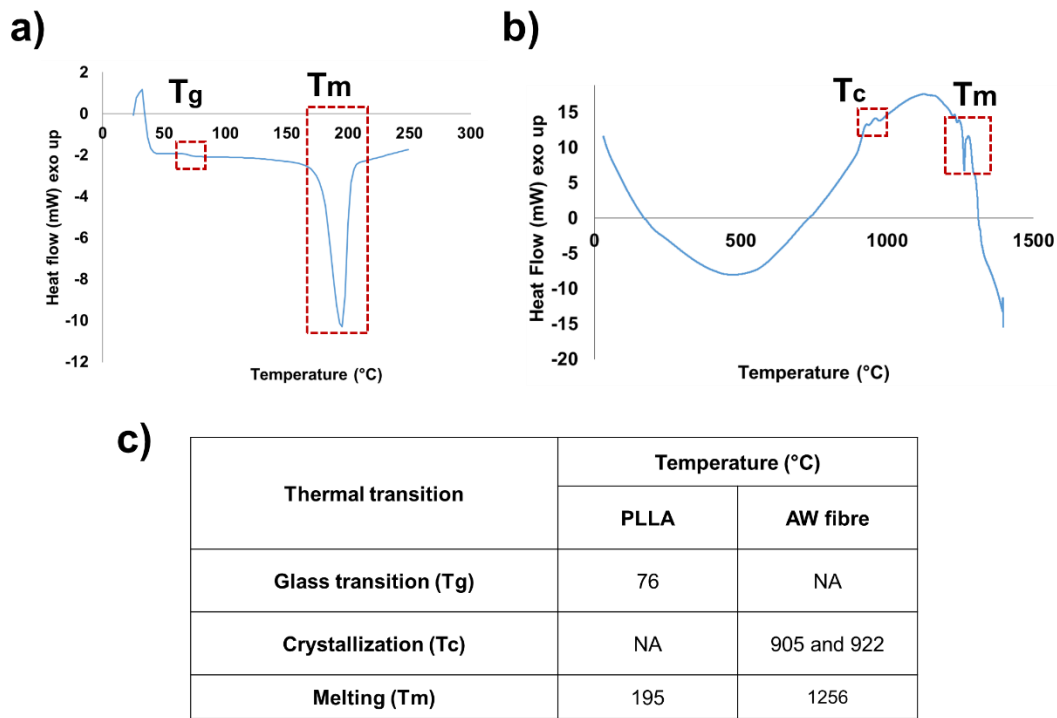 a)
Tg
Tm
2
0
-2
-4
-6
-8
-10
-12
0 50 100 150 200 250 300
Heat flow (mW) exo up
Temperature (°C)
b)
Tc
Tm
15
10
5
0
-5
-10
-15
-20
0 500 1000 1500
Heat Flow (mW) exo up
Temperature (°C)
c)
Thermal transition
Temperature (°C)
PLLA AW fibre
Glass transition (Tg) 76 NA
Crystallization (Tc) NA 905 and 922
Melting (Tm) 195 1256